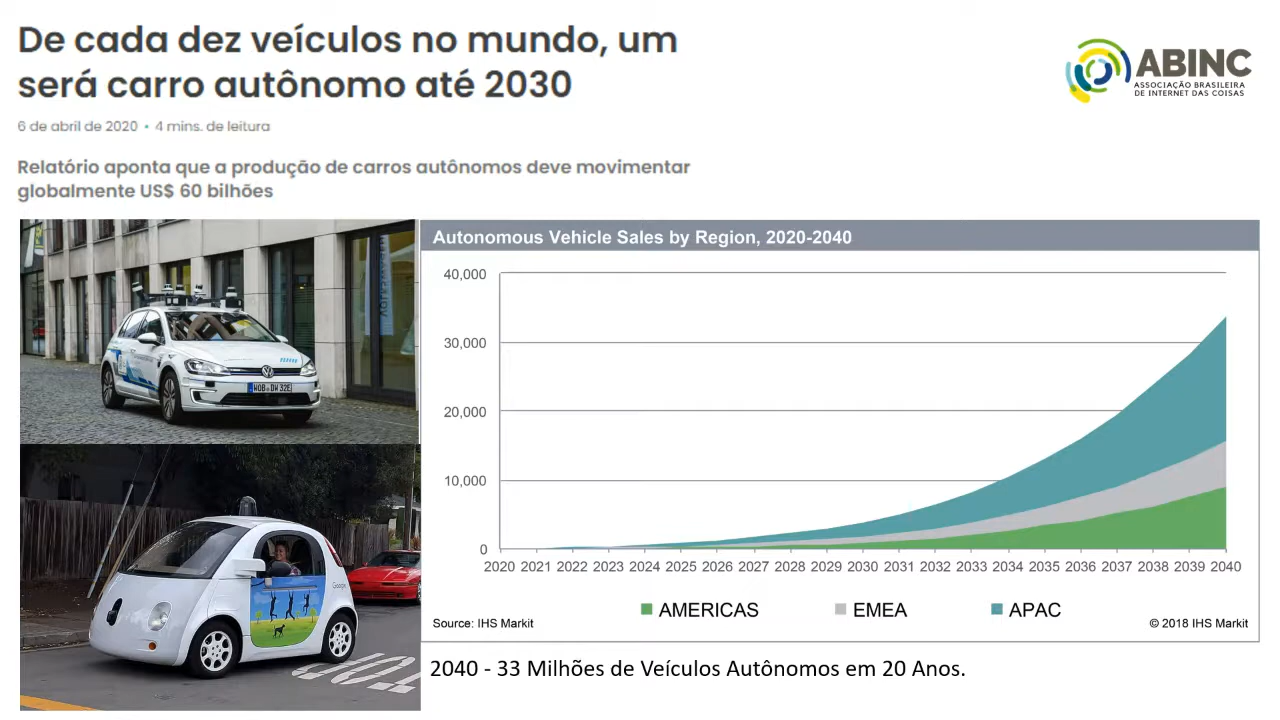 De cada dez veículos no mundo, um
será carro autônomo até 2030
6 de abril de 2020 • 4 mins. de leitura
Relatório aponta que a produção de carros autônomos deve movimentar
globalmente US$ 60 bilhões
ABINC
ASSOCIAÇÃO BRASILEIRA
DE INTERNET DAS COISAS
VOLKSWAGEN
WOB DW 32E
Google
Autonomous Vehicle Sales by Region, 2020-2040
40,000
30,000
20,000
10,000
0
2020 2021 2022 2023 2024 2025 2026 2027 2028 2029 2030 2031 2032 2033 2034 2035 2036 2037 2038 2039 2040
AMERICAS EMEA APAC
Source: IHS Markit © 2018 IHS Markit
2040 - 33 Milhões de Veículos Autônomos em 20 Anos.